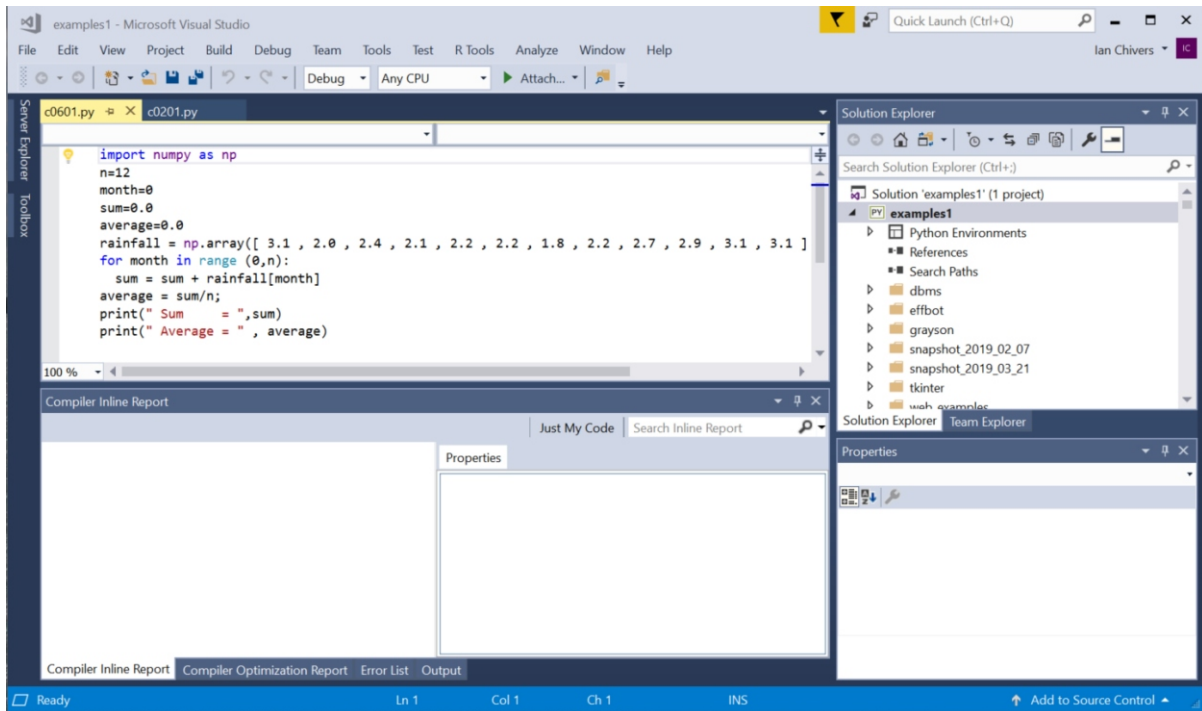 examples1 - Microsoft Visual Studio
Quick Launch (Ctrl+Q)
File Edit View Project Build Debug Team Tools Test R Tools Analyze Window Help
Ian Chivers
IC
Debug Any CPU Attach...
Server Explorer
Toolbox
c0601.py c0201.py
import numpy as np
n=12
month=0
sum=0.0
average=0.0
rainfall = np.array([ 3.1 , 2.0 , 2.4 , 2.1 , 2.2 , 2.2 , 1.8 , 2.2 , 2.7 , 2.9 , 3.1 , 3.1 ]
for month in range (0,n):
  sum = sum + rainfall[month]
average = sum/n;
print(" Sum     = ",sum)
print(" Average = " , average)
100 %
Compiler Inline Report
Just My Code Search Inline Report
Properties
Compiler Inline Report Compiler Optimization Report Error List Output
Solution Explorer
Search Solution Explorer (Ctrl+;)
Solution 'examples1' (1 project)
PY examples1
Python Environments
References
Search Paths
dbms
effbot
grayson
snapshot_2019_02_07
snapshot_2019_03_21
tkinter
web_examples
Solution Explorer Team Explorer
Properties
Ready Ln 1 Col 1 Ch 1 INS Add to Source Control